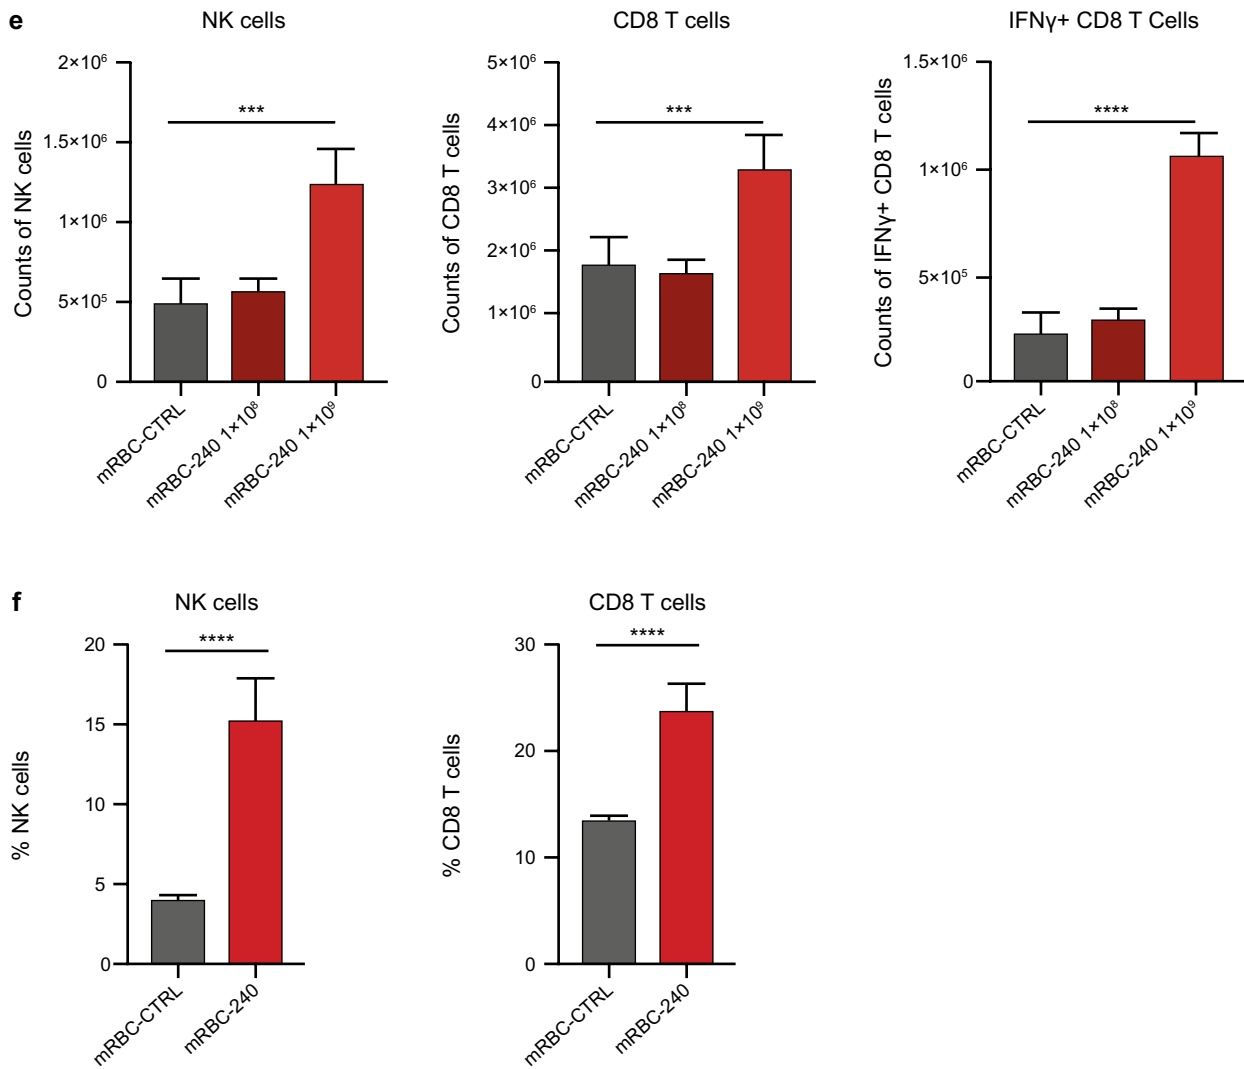 e
NK cells
Counts of NK cells
2×10⁶
1.5×10⁶
1×10⁶
5×10⁵
0
***
mRBC-CTRL
mRBC-240 1×10⁸
mRBC-240 1×10⁹
CD8 T cells
Counts of CD8 T cells
5×10⁶
4×10⁶
3×10⁶
2×10⁶
1×10⁶
0
***
mRBC-CTRL
mRBC-240 1×10⁸
mRBC-240 1×10⁹
IFNγ+ CD8 T Cells
Counts of IFNγ+ CD8 T cells
1.5×10⁶
1×10⁶
5×10⁵
0
****
mRBC-CTRL
mRBC-240 1×10⁸
mRBC-240 1×10⁹
f
NK cells
% NK cells
20
15
10
5
0
****
mRBC-CTRL
mRBC-240
CD8 T cells
% CD8 T cells
30
20
10
0
****
mRBC-CTRL
mRBC-240